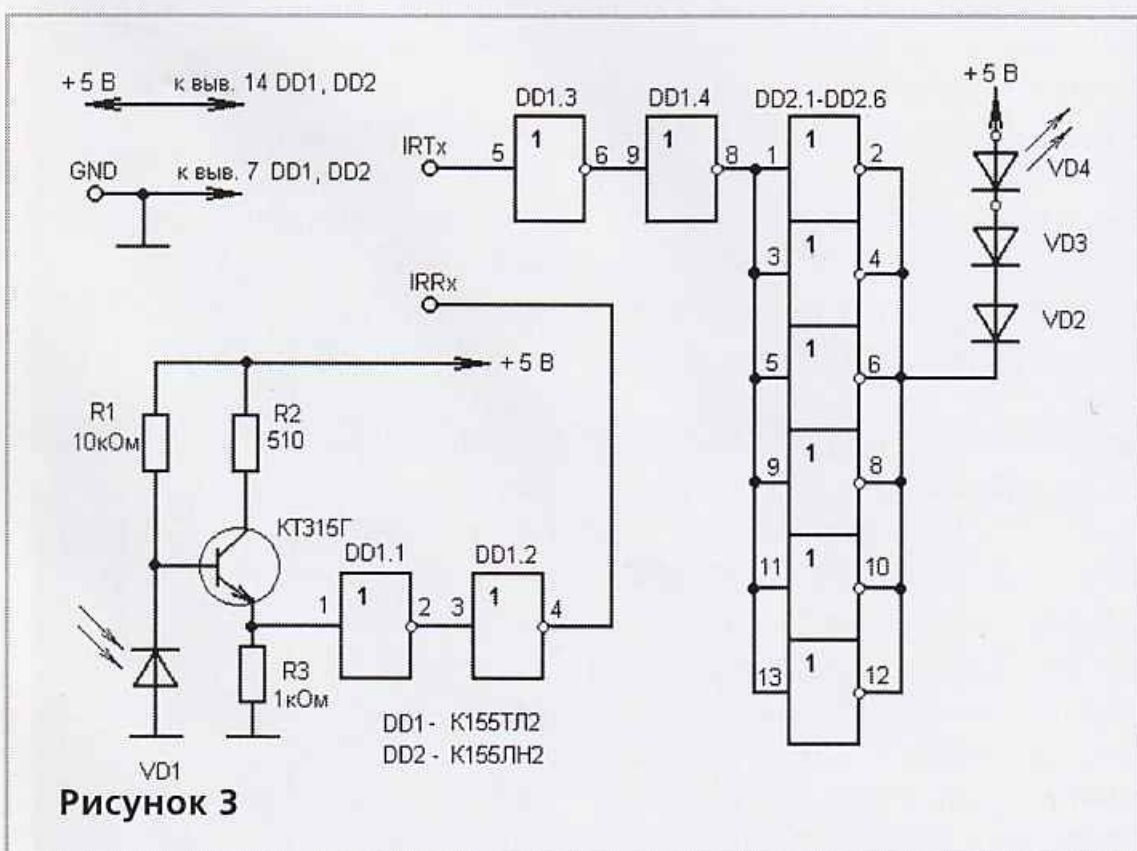 +5 В
к выв. 14 DD1, DD2
GND
к выв. 7 DD1, DD2
IRTx
5
DD1.3
1
6
9
DD1.4
1
8
DD2.1-DD2.6
1
1
2
3
1
4
5
1
6
9
1
8
11
1
10
13
1
12
+5 В
VD4
VD3
VD2
IRRx
+5 В
R1
10кОм
R2
510
КТ315Г
DD1.1
1
1
2
DD1.2
3
1
4
R3
1кОм
VD1
DD1 - К155ТЛ2
DD2 - К155ЛН2
Рисунок 3